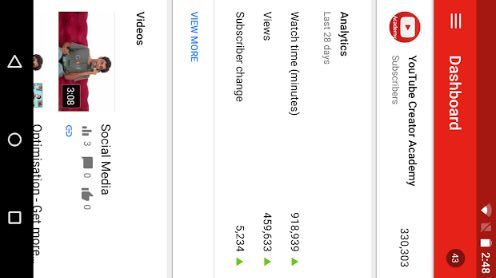 2:48
Dashboard
43
YouTube Creator Academy
Subscribers
330,303
Academy
Analytics
Last 28 days
Watch time (minutes)
918,939
Views
459,633
Subscriber change
5,234
VIEW MORE
Videos
3:08
Social Media
3
0
0
Optimisation - Get more